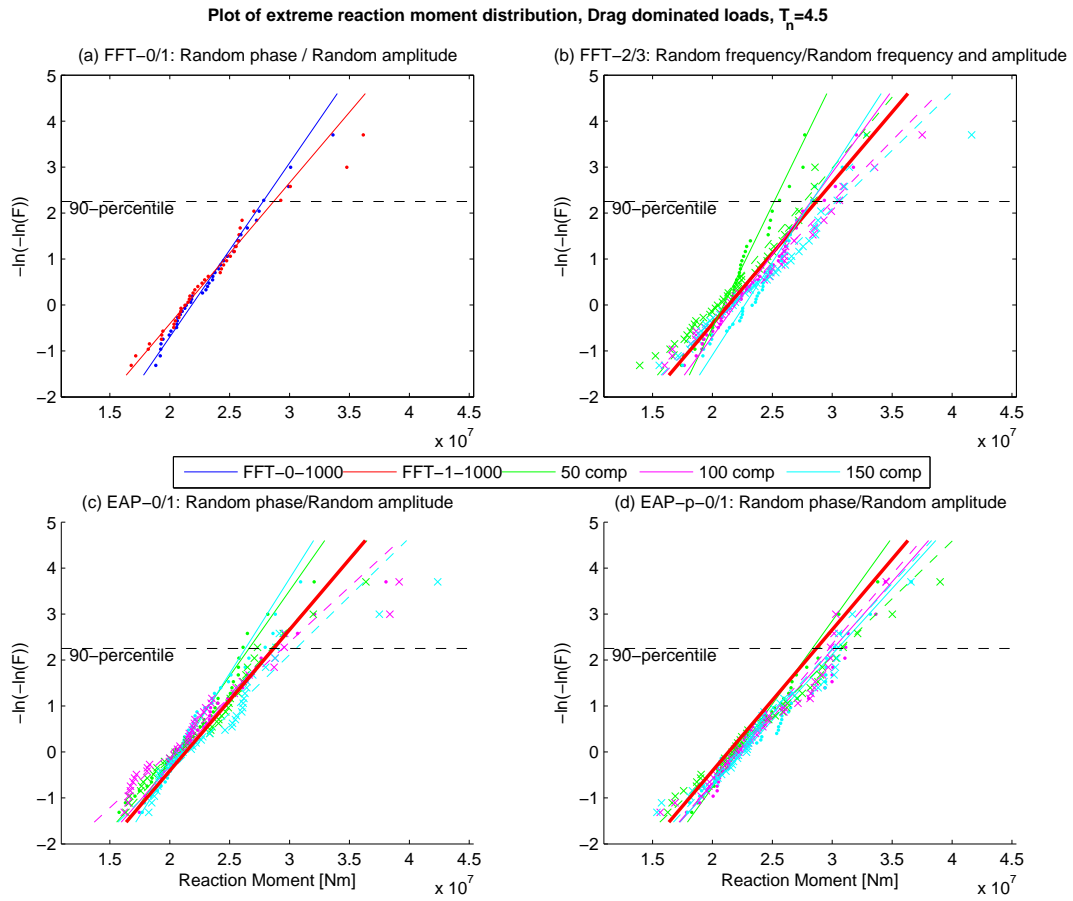 Plot of extreme reaction moment distribution, Drag dominated loads, T_n=4.5
(a) FFT−0/1: Random phase / Random amplitude
5
4
3
2
1
0
−1
−2
−ln(−ln(F))
90−percentile
1.5
2
2.5
3
3.5
4
4.5
x 10^7
(b) FFT−2/3: Random frequency/Random frequency and amplitude
5
4
3
2
1
0
−1
−2
−ln(−ln(F))
90−percentile
1.5
2
2.5
3
3.5
4
4.5
x 10^7
FFT−0−1000
FFT−1−1000
50 comp
100 comp
150 comp
(c) EAP−0/1: Random phase/Random amplitude
5
4
3
2
1
0
−1
−2
−ln(−ln(F))
90−percentile
1.5
2
2.5
3
3.5
4
4.5
Reaction Moment [Nm]
x 10^7
(d) EAP−p−0/1: Random phase/Random amplitude
5
4
3
2
1
0
−1
−2
−ln(−ln(F))
90−percentile
1.5
2
2.5
3
3.5
4
4.5
Reaction Moment [Nm]
x 10^7